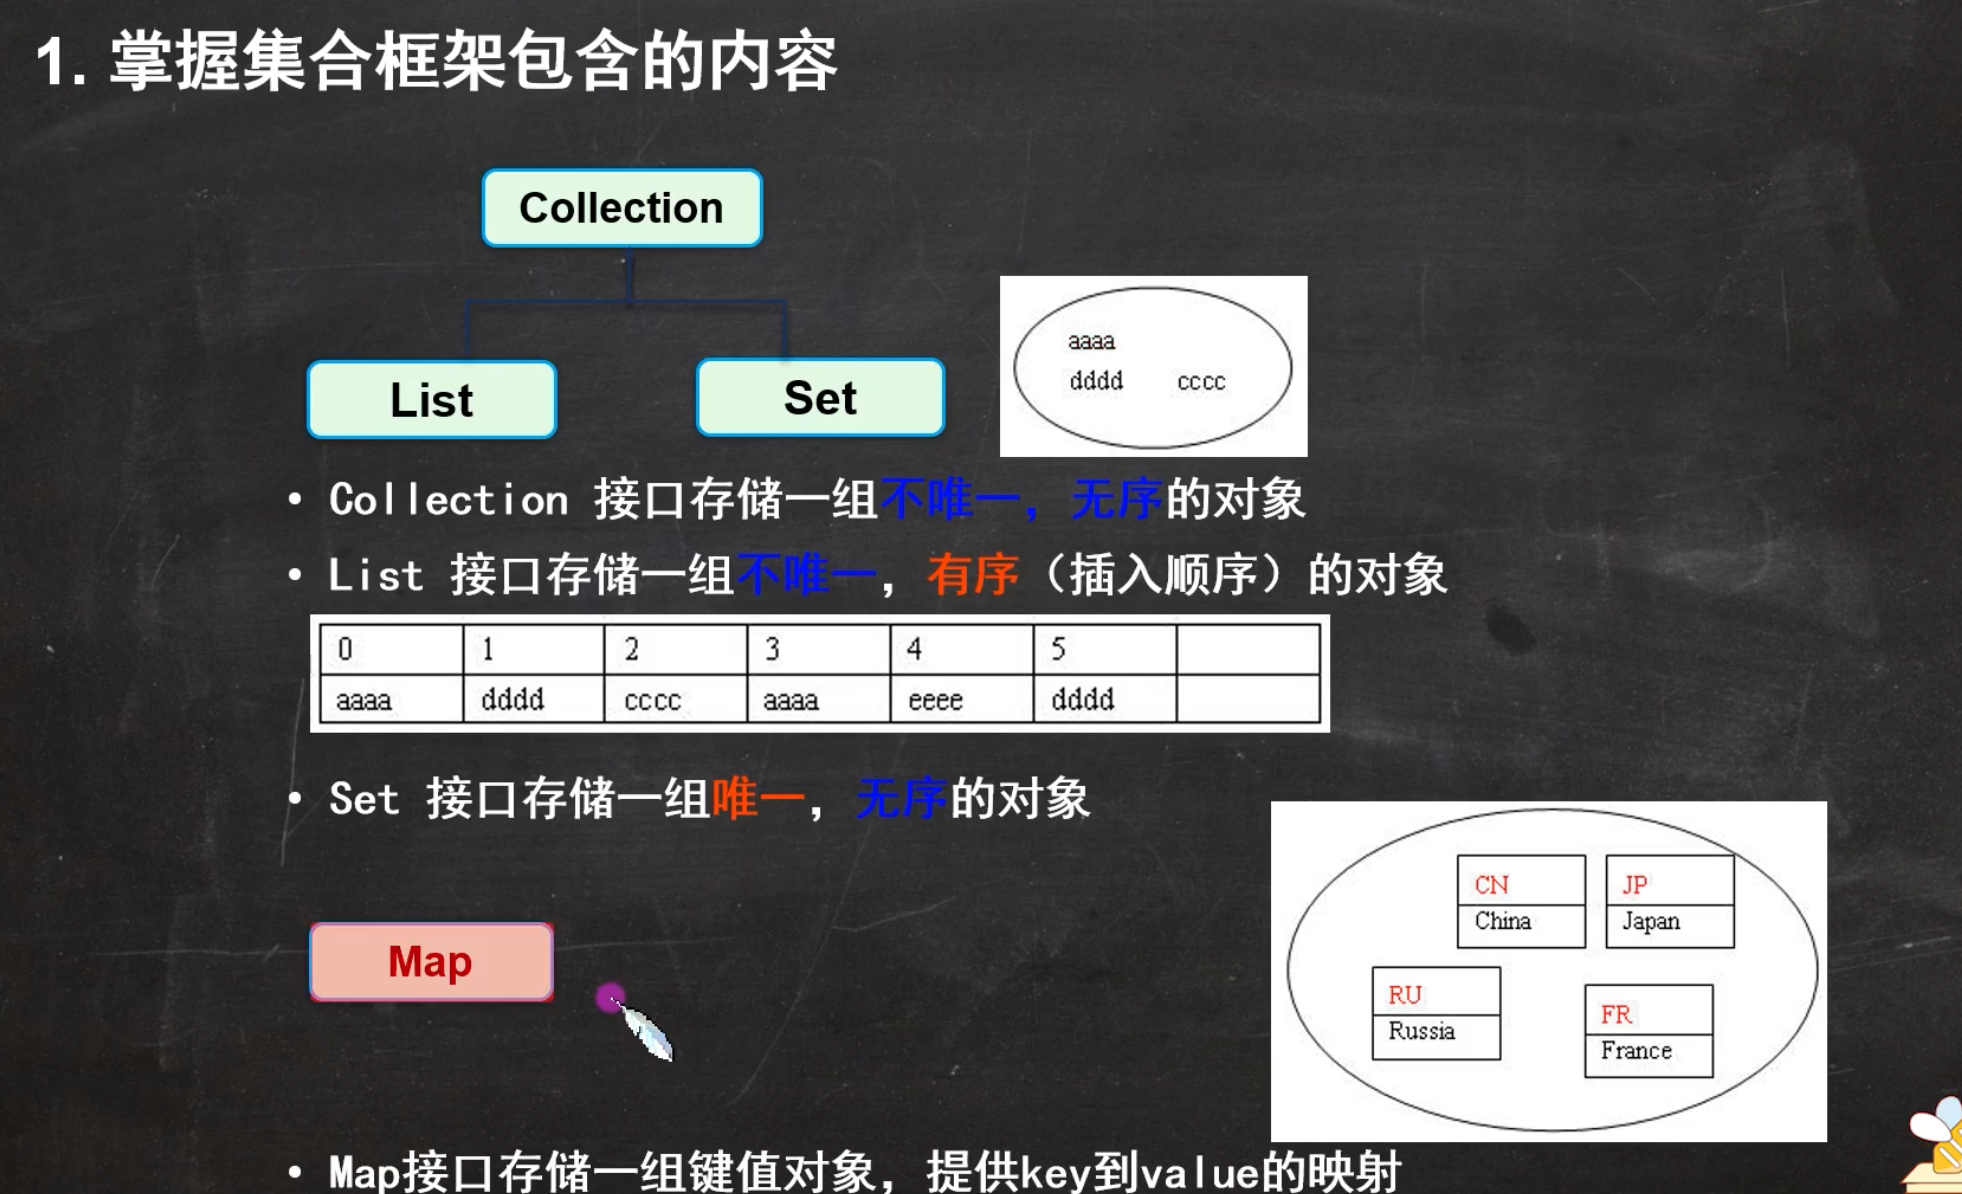 1. 掌握集合框架包含的内容
Collection
List
Set
aaaa
dddd cccc
• Collection 接口存储一组不唯一，无序的对象
• List 接口存储一组不唯一，有序（插入顺序）的对象
0 1 2 3 4 5
aaaa dddd cccc aaaa eeee dddd
• Set 接口存储一组唯一，无序的对象
CN
China
JP
Japan
Map
RU
Russia
FR
France
• Map接口存储一组键值对象，提供key到value的映射